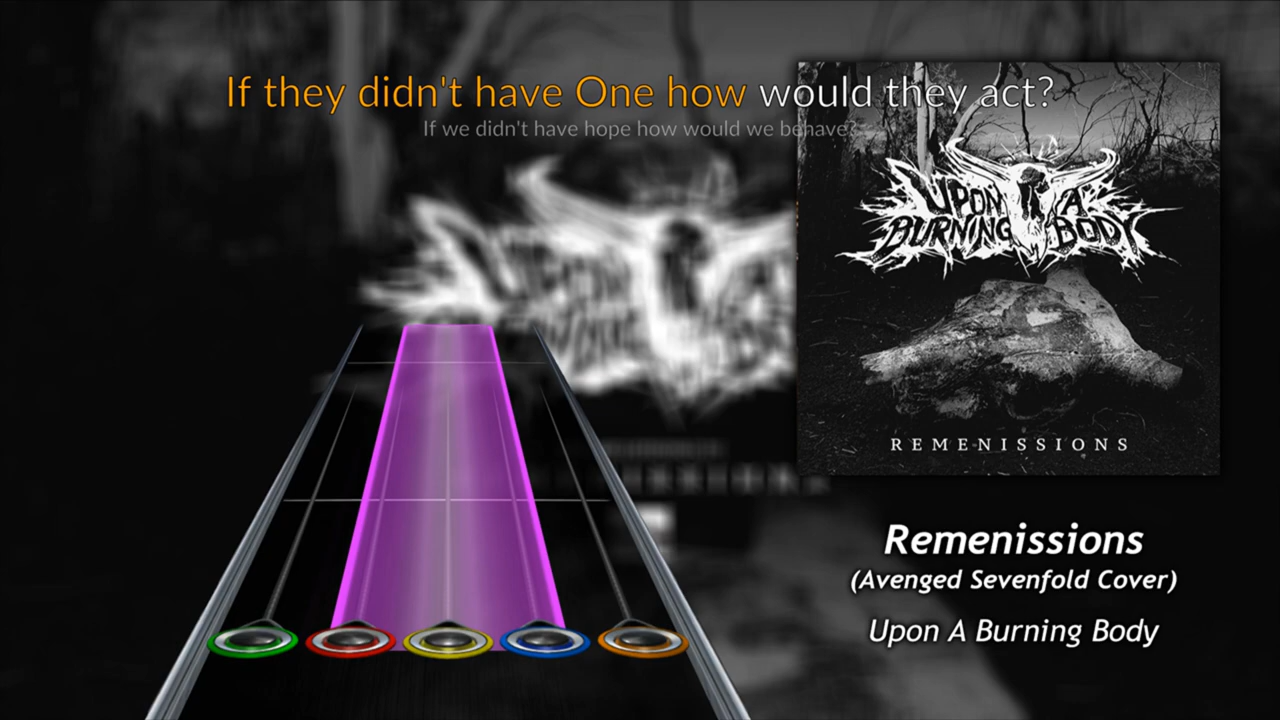 If they didn't have One how would they act?
If we didn't have hope how would we behave?
UPON A
BURNING BODY
REMENISSIONS
Remenissions
(Avenged Sevenfold Cover)
Upon A Burning Body